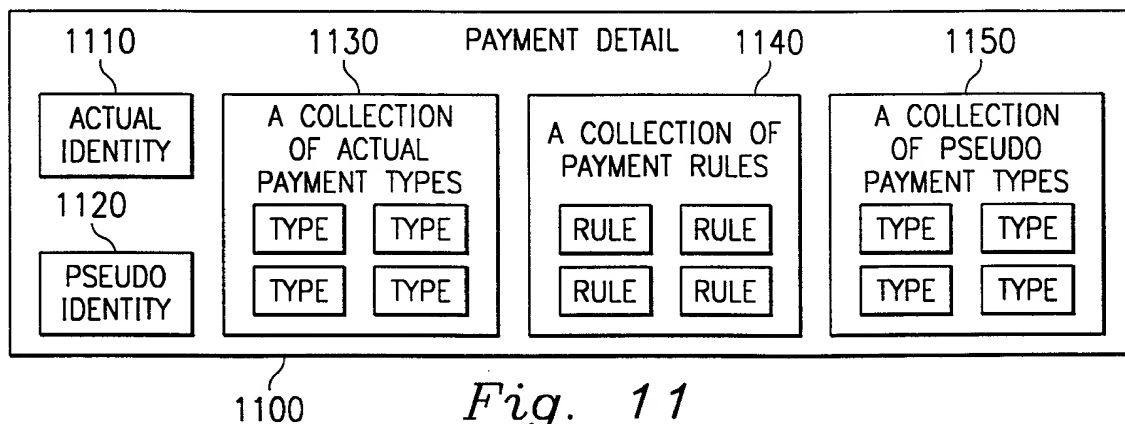 1110 1130 PAYMENT DETAIL 1140 1150
ACTUAL
IDENTITY
1120
PSEUDO
IDENTITY
A COLLECTION
OF ACTUAL
PAYMENT TYPES
TYPE TYPE
TYPE TYPE
A COLLECTION OF
PAYMENT RULES
RULE RULE
RULE RULE
A COLLECTION
OF PSEUDO
PAYMENT TYPES
TYPE TYPE
TYPE TYPE
1100
Fig. 11